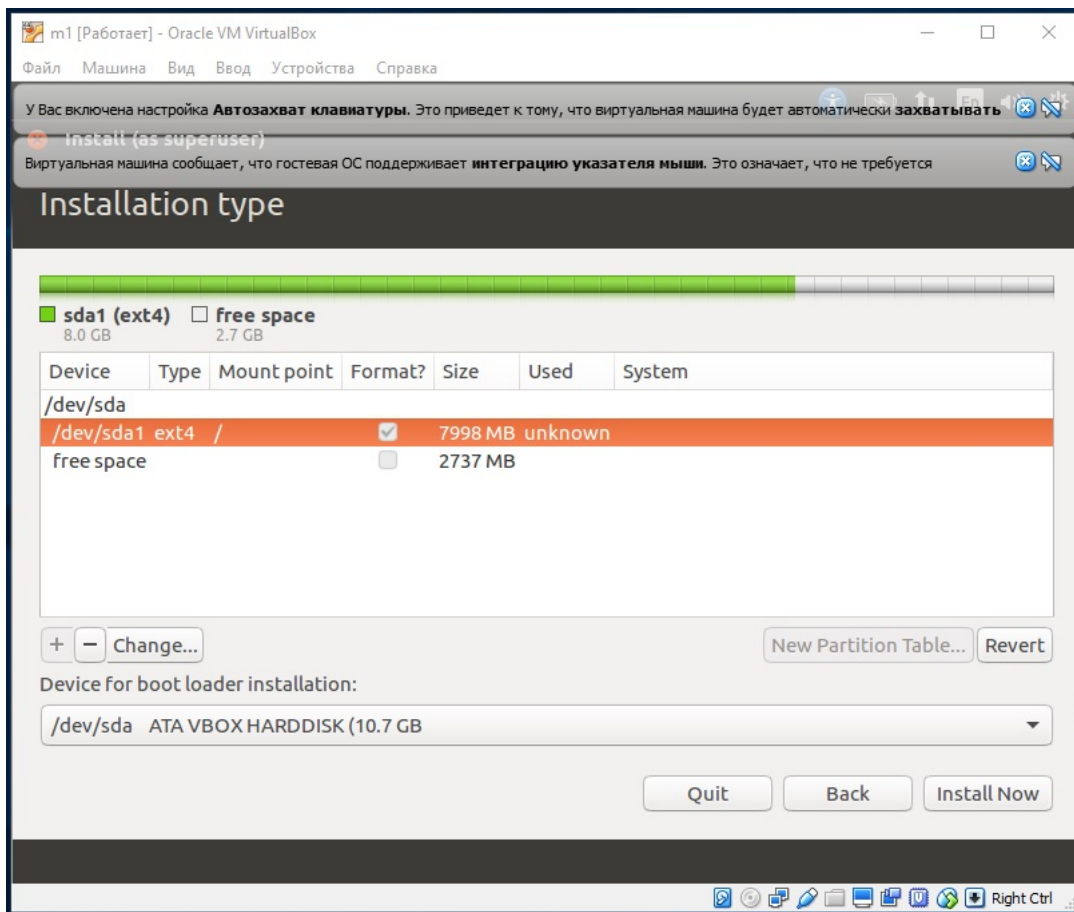 m1 [Работает] - Oracle VM VirtualBox
Файл Машина Вид Ввод Устройства Справка
У Вас включена настройка Автозахват клавиатуры. Это приведет к тому, что виртуальная машина будет автоматически захватывать
Install (as superuser)
Виртуальная машина сообщает, что гостевая ОС поддерживает интеграцию указателя мыши. Это означает, что не требуется
Installation type
sda1 (ext4) free space
8.0 GB 2.7 GB
Device Type Mount point Format? Size Used System
/dev/sda
/dev/sda1 ext4 / 7998 MB unknown
free space 2737 MB
+ − Change... New Partition Table... Revert
Device for boot loader installation:
/dev/sda ATA VBOX HARDDISK (10.7 GB
Quit Back Install Now
Right Ctrl